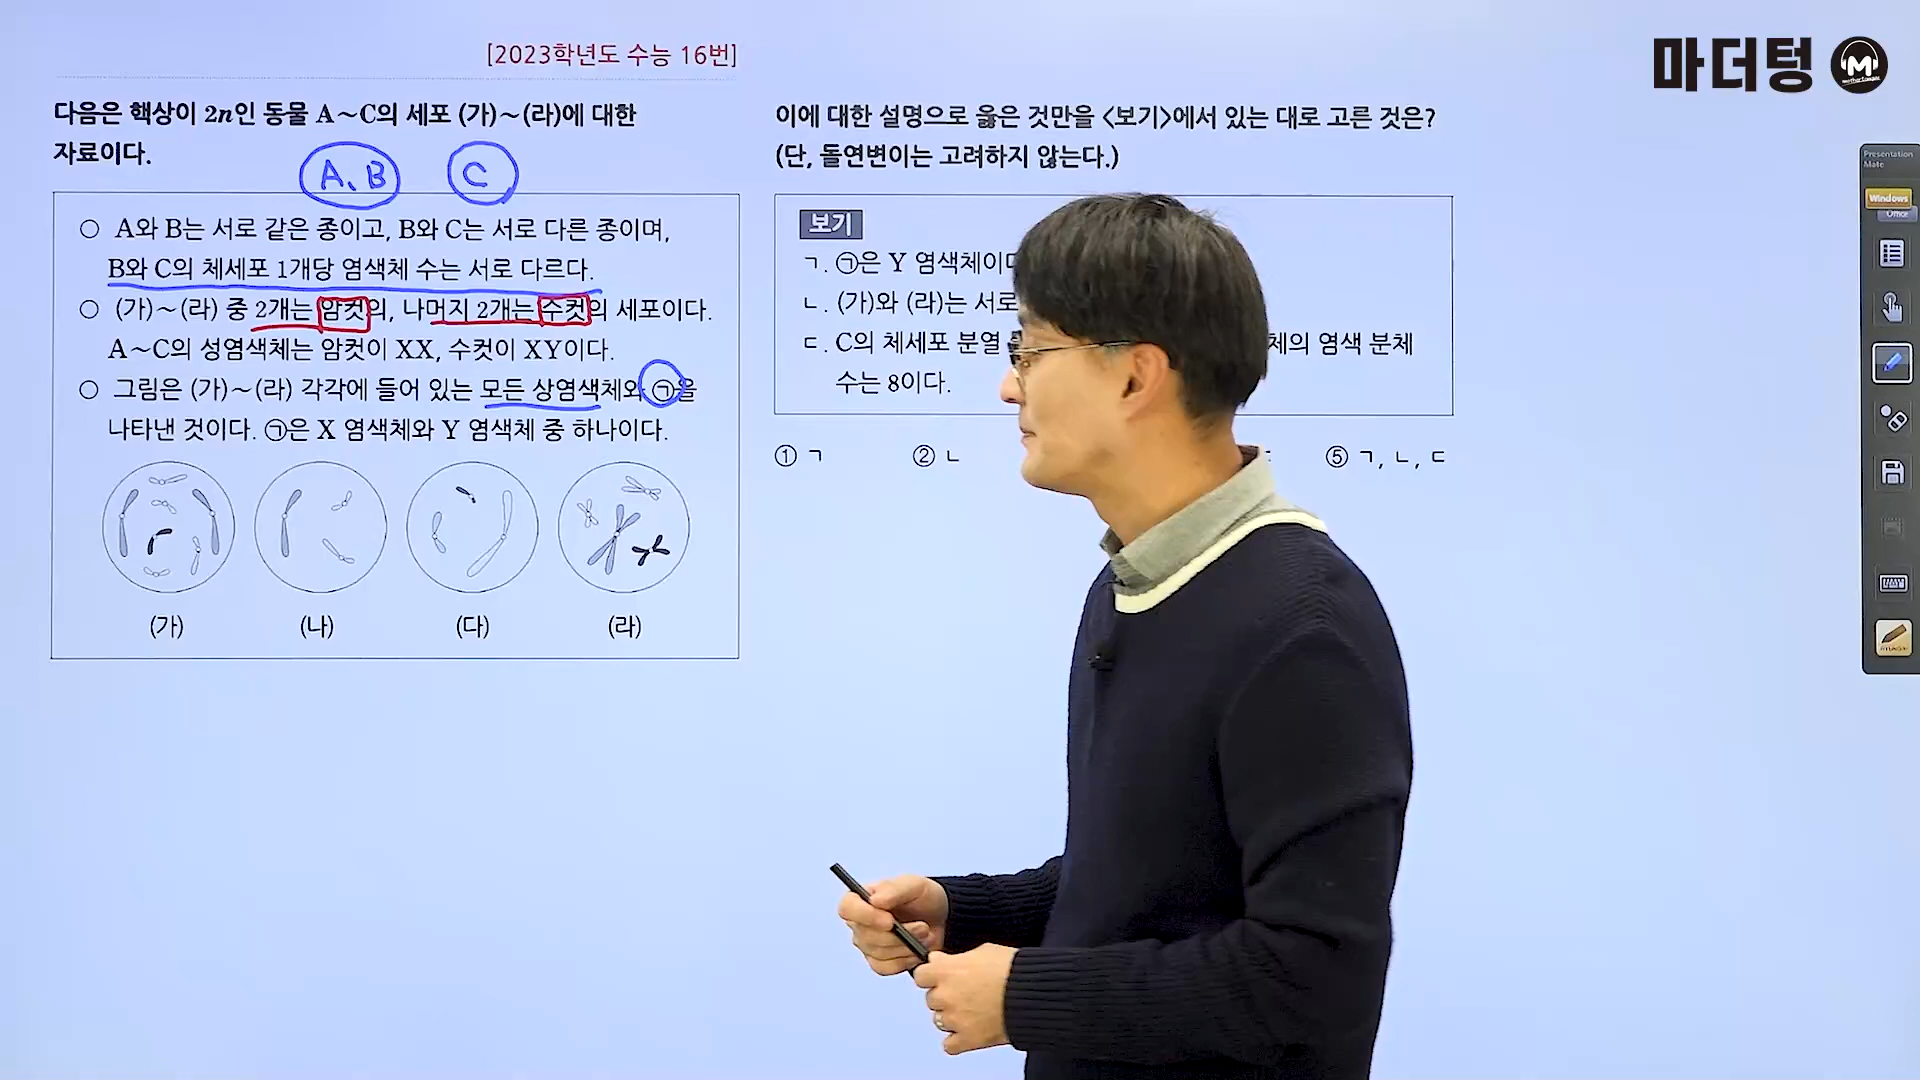 [2023학년도 수능 16번]
마더텅
다음은 핵상이 2n인 동물 A~C의 세포 (가)~(라)에 대한
자료이다.
A, B
C
○ A와 B는 서로 같은 종이고, B와 C는 서로 다른 종이며,
B와 C의 체세포 1개당 염색체 수는 서로 다르다.
○ (가)~(라) 중 2개는 암컷의, 나머지 2개는 수컷의 세포이다.
A~C의 성염색체는 암컷이 XX, 수컷이 XY이다.
○ 그림은 (가)~(라) 각각에 들어 있는 모든 상염색체와 ㉠을
나타낸 것이다. ㉠은 X 염색체와 Y 염색체 중 하나이다.
(가) (나) (다) (라)
이에 대한 설명으로 옳은 것만을 <보기>에서 있는 대로 고른 것은?
(단, 돌연변이는 고려하지 않는다.)
보기
ㄱ. ㉠은 Y 염색체이다
ㄴ. (가)와 (라)는 서로
ㄷ. C의 체세포 분열 체의 염색 분체
수는 8이다.
① ㄱ ② ㄴ ⑤ ㄱ, ㄴ, ㄷ
Presentation
Mate
Windows
Office